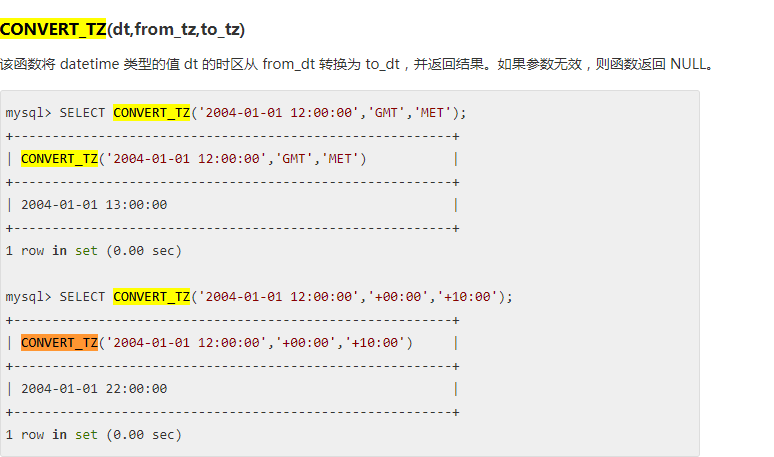 CONVERT_TZ(dt,from_tz,to_tz)
该函数将 datetime 类型的值 dt 的时区从 from_dt 转换为 to_dt，并返回结果。如果参数无效，则函数返回 NULL。
mysql> SELECT CONVERT_TZ('2004-01-01 12:00:00','GMT','MET');
+---------------------------------------------------------+
| CONVERT_TZ('2004-01-01 12:00:00','GMT','MET')           |
+---------------------------------------------------------+
| 2004-01-01 13:00:00                                     |
+---------------------------------------------------------+
1 row in set (0.00 sec)
mysql> SELECT CONVERT_TZ('2004-01-01 12:00:00','+00:00','+10:00');
+---------------------------------------------------------+
| CONVERT_TZ('2004-01-01 12:00:00','+00:00','+10:00')     |
+---------------------------------------------------------+
| 2004-01-01 22:00:00                                     |
+---------------------------------------------------------+
1 row in set (0.00 sec)